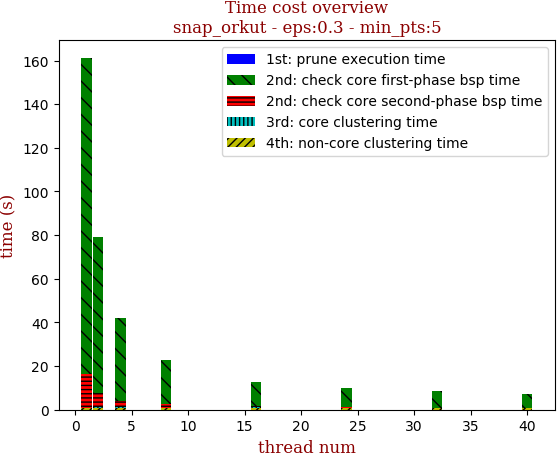 Time cost overview
snap_orkut - eps:0.3 - min_pts:5
1st: prune execution time
2nd: check core first-phase bsp time
2nd: check core second-phase bsp time
3rd: core clustering time
4th: non-core clustering time
time (s)
160
140
120
100
80
60
40
20
0
0 5 10 15 20 25 30 35 40
thread num